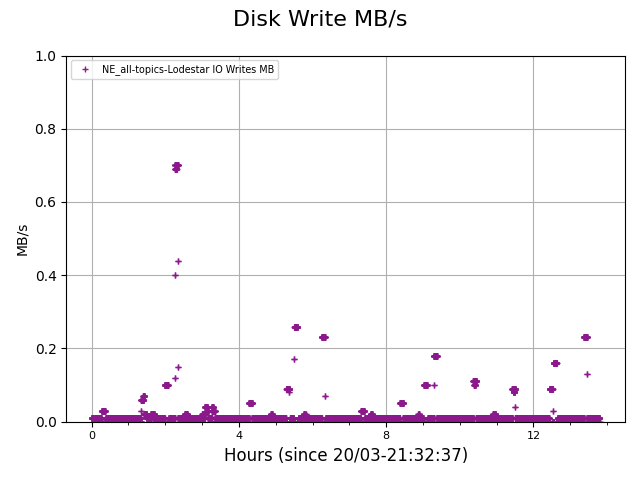 Disk Write MB/s
NE_all-topics-Lodestar IO Writes MB
1.0
0.8
0.6
0.4
0.2
0.0
MB/s
0 4 8 12
Hours (since 20/03-21:32:37)